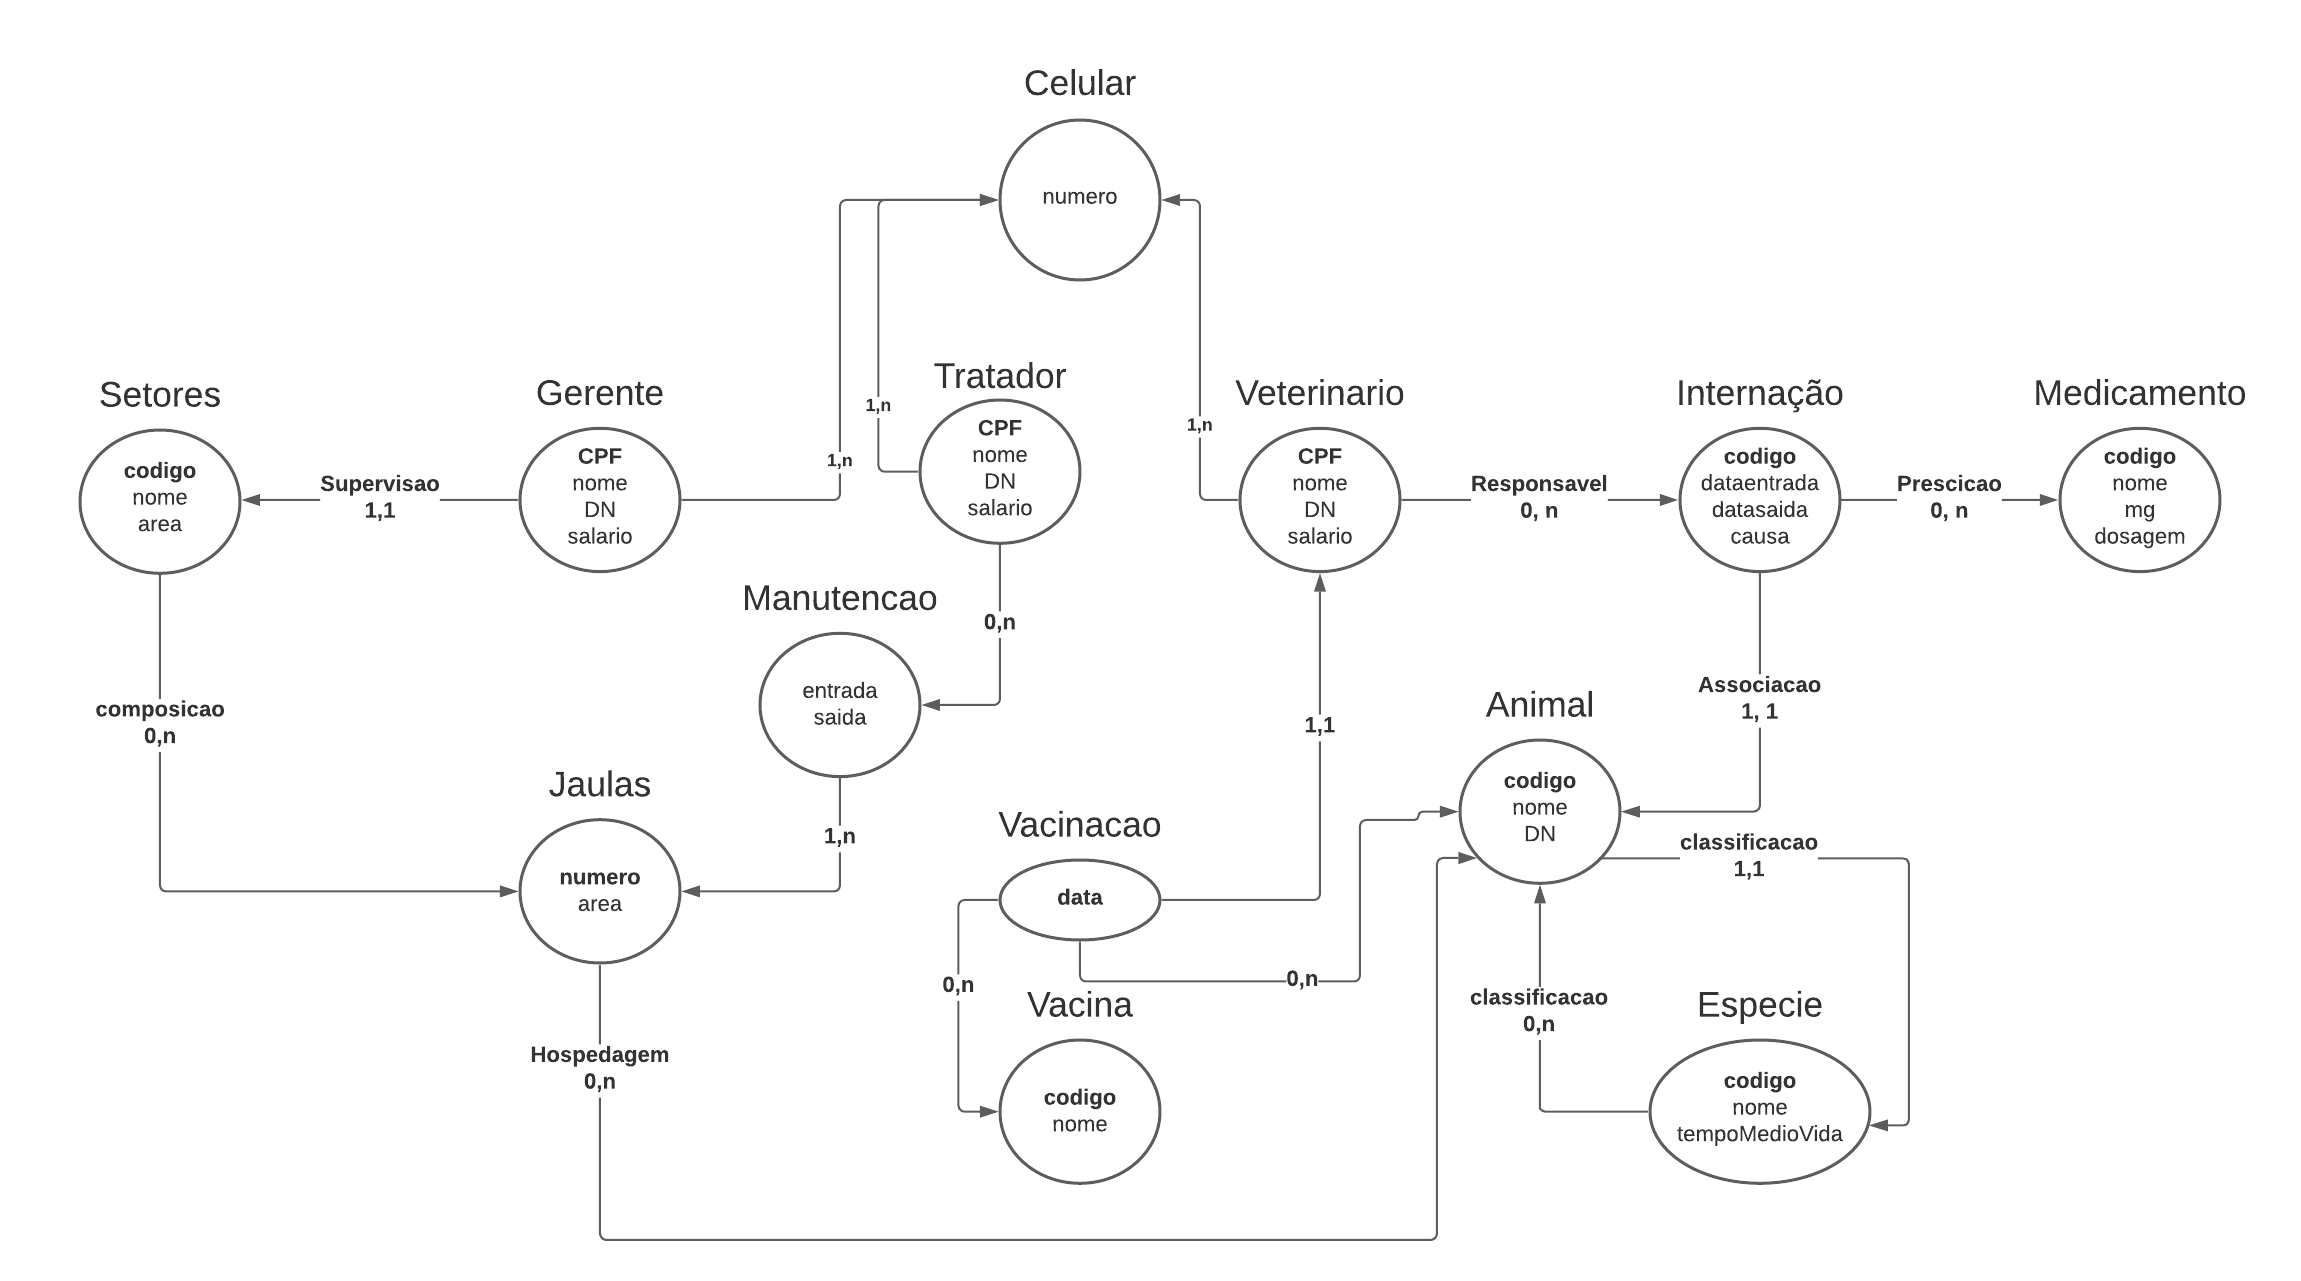 Celular
numero
Setores
codigo
nome
area
Supervisao
1,1
Gerente
CPF
nome
DN
salario
1,n
1,n
Tratador
CPF
nome
DN
salario
1,n
Veterinario
CPF
nome
DN
salario
Responsavel
0, n
Internação
codigo
dataentrada
datasaida
causa
Prescicao
0, n
Medicamento
codigo
nome
mg
dosagem
Manutencao
entrada
saida
0,n
composicao
0,n
Jaulas
numero
area
1,n
1,1
Associacao
1, 1
Animal
codigo
nome
DN
classificacao
1,1
Vacinacao
data
0,n
0,n
Vacina
codigo
nome
classificacao
0,n
Especie
codigo
nome
tempoMedioVida
Hospedagem
0,n